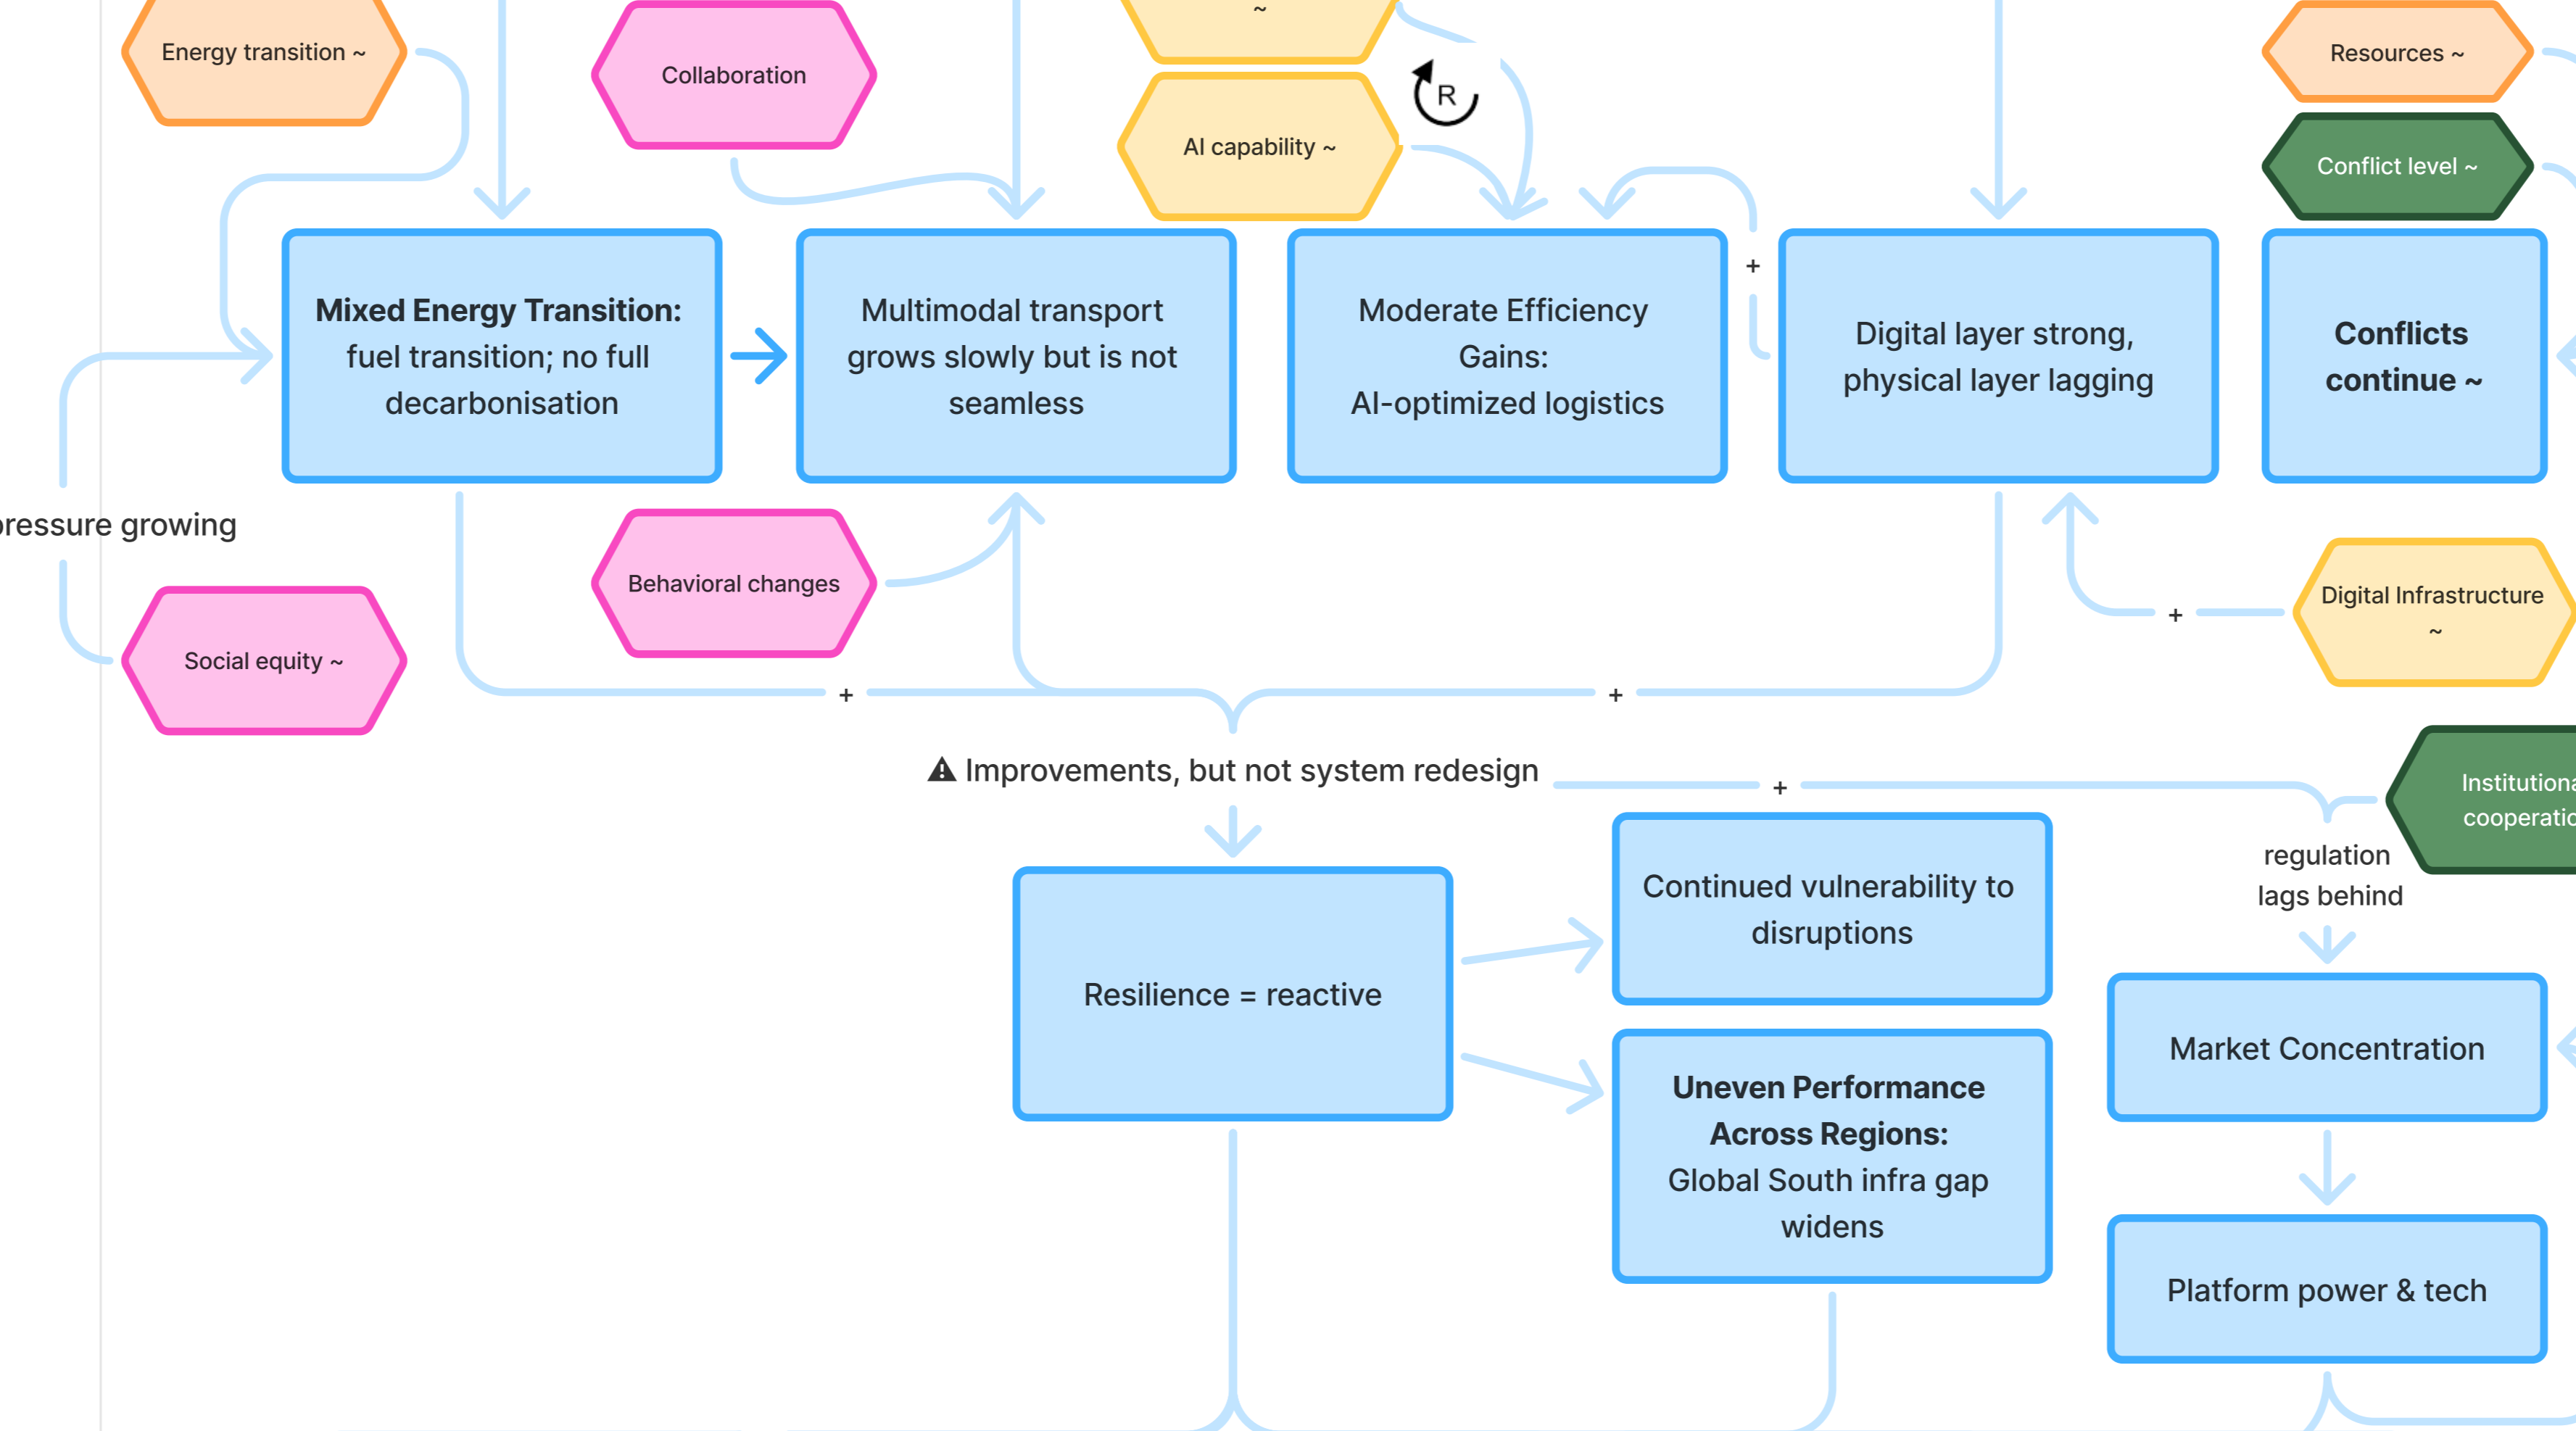 ~
Energy transition ~
Collaboration
AI capability ~
R
Resources ~
Conflict level ~
Mixed Energy Transition:
fuel transition; no full
decarbonisation
Multimodal transport
grows slowly but is not
seamless
Moderate Efficiency
Gains:
AI-optimized logistics
+
Digital layer strong,
physical layer lagging
Conflicts
continue ~
pressure growing
Behavioral changes
Social equity ~
Digital Infrastructure
~
+
+
+
⚠ Improvements, but not system redesign
+
regulation
lags behind
Resilience = reactive
Continued vulnerability to
disruptions
Uneven Performance
Across Regions:
Global South infra gap
widens
Market Concentration
Platform power & tech